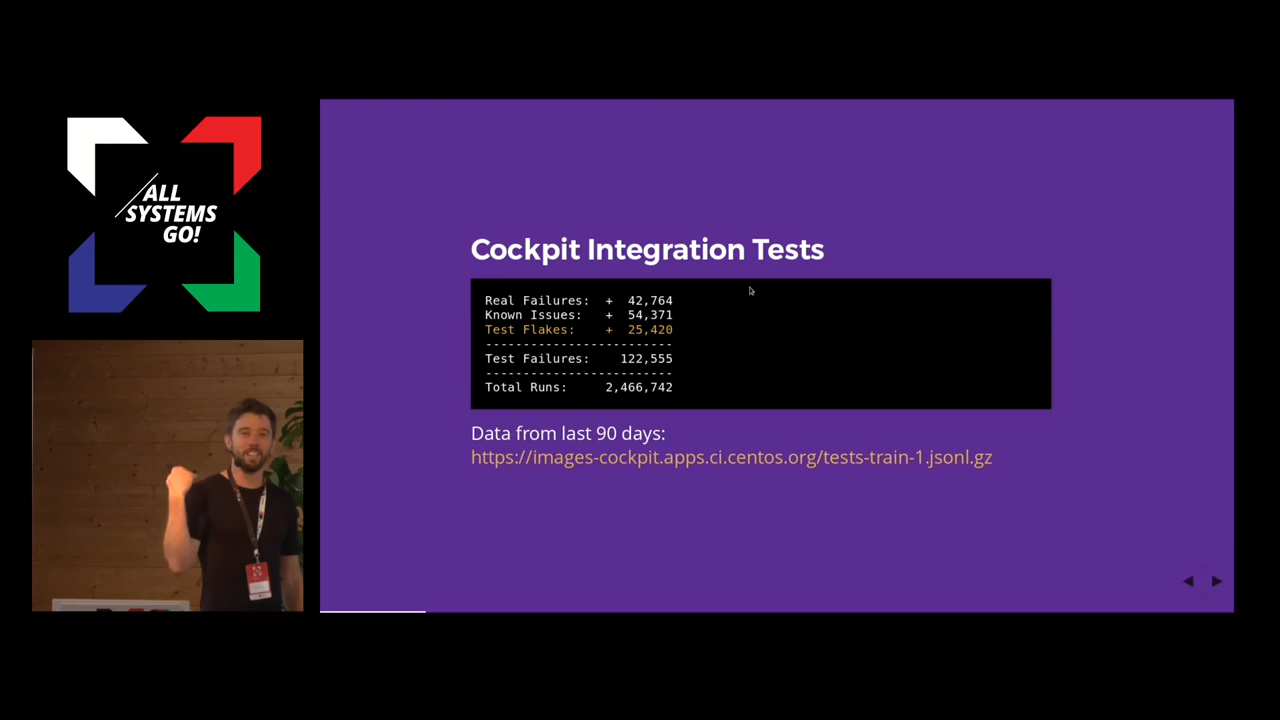 ALL
SYSTEMS
GO!
Cockpit Integration Tests
Real Failures: + 42,764
Known Issues: + 54,371
Test Flakes: + 25,420
-------------------------
Test Failures: 122,555
-------------------------
Total Runs: 2,466,742
Data from last 90 days:
https://images-cockpit.apps.ci.centos.org/tests-train-1.jsonl.gz